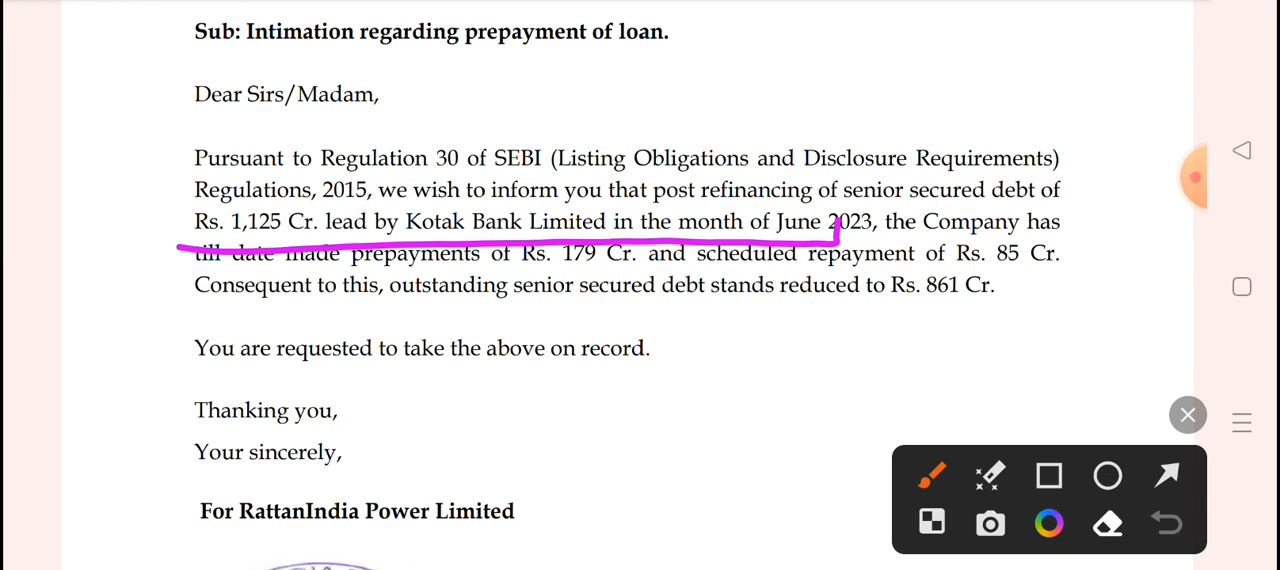 Sub: Intimation regarding prepayment of loan.
Dear Sirs/Madam,
Pursuant to Regulation 30 of SEBI (Listing Obligations and Disclosure Requirements)
Regulations, 2015, we wish to inform you that post refinancing of senior secured debt of
Rs. 1,125 Cr. lead by Kotak Bank Limited in the month of June 2023, the Company has
till date made prepayments of Rs. 179 Cr. and scheduled repayment of Rs. 85 Cr.
Consequent to this, outstanding senior secured debt stands reduced to Rs. 861 Cr.
You are requested to take the above on record.
Thanking you,
Your sincerely,
For RattanIndia Power Limited